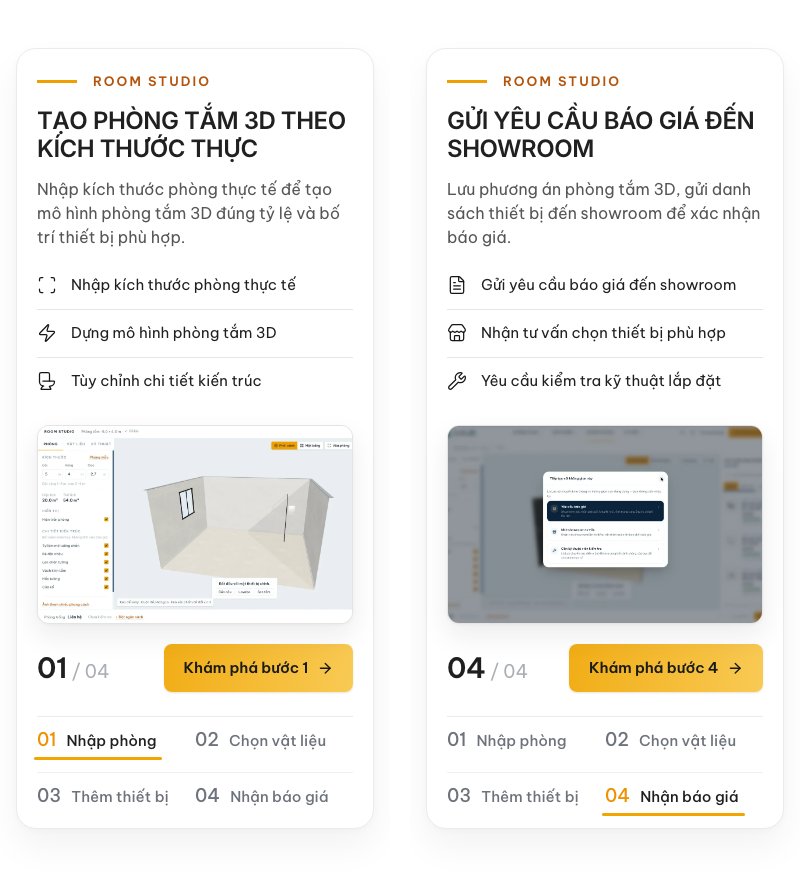 ROOM STUDIO
TẠO PHÒNG TẮM 3D THEO
KÍCH THƯỚC THỰC
Nhập kích thước phòng thực tế để tạo
mô hình phòng tắm 3D đúng tỷ lệ và bố
trí thiết bị phù hợp.
Nhập kích thước phòng thực tế
Dựng mô hình phòng tắm 3D
Tùy chỉnh chi tiết kiến trúc
ROOM STUDIO
01 / 04
Khám phá bước 1
01 Nhập phòng
02 Chọn vật liệu
03 Thêm thiết bị
04 Nhận báo giá
ROOM STUDIO
GỬI YÊU CẦU BÁO GIÁ ĐẾN
SHOWROOM
Lưu phương án phòng tắm 3D, gửi danh
sách thiết bị đến showroom để xác nhận
báo giá.
Gửi yêu cầu báo giá đến showroom
Nhận tư vấn chọn thiết bị phù hợp
Yêu cầu kiểm tra kỹ thuật lắp đặt
04 / 04
Khám phá bước 4
01 Nhập phòng
02 Chọn vật liệu
03 Thêm thiết bị
04 Nhận báo giá